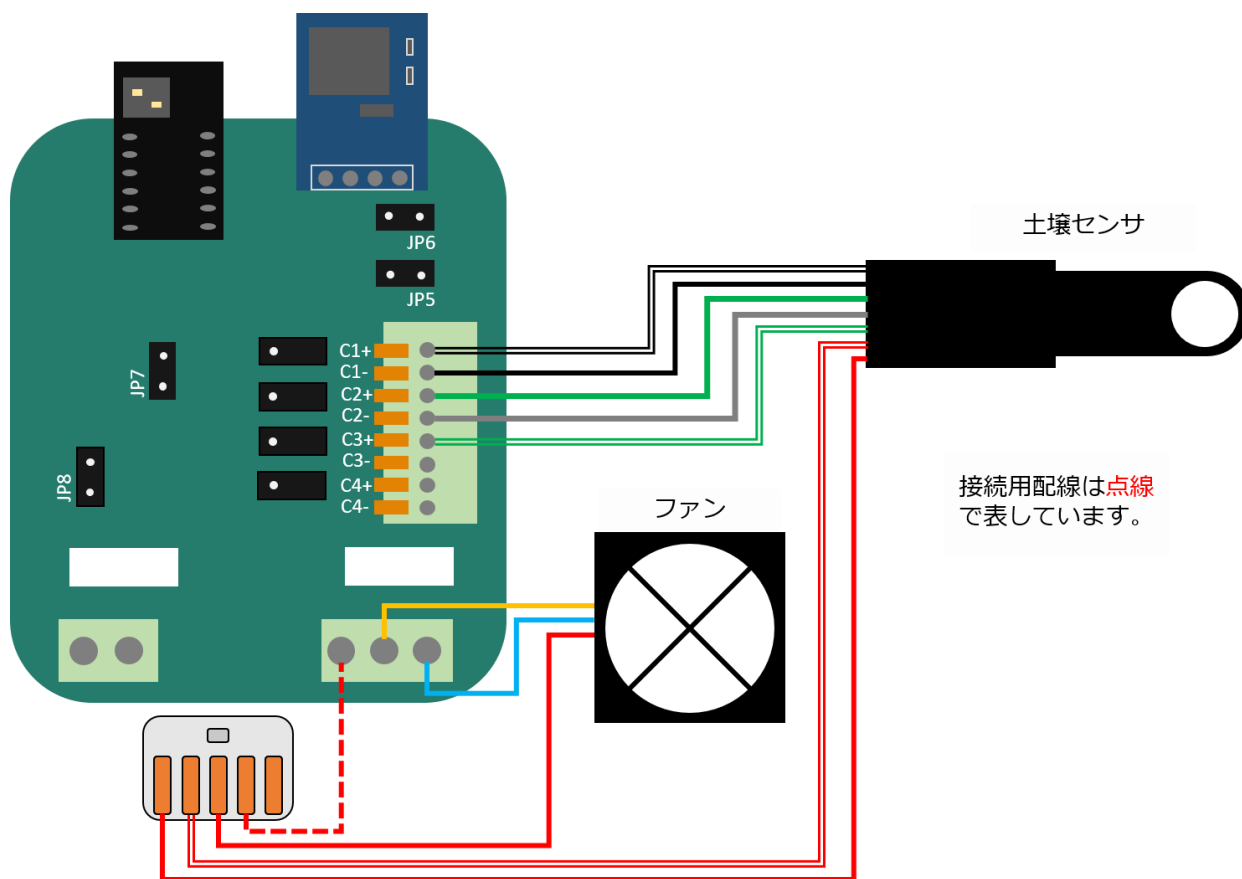 JP6
JP5
土壌センサ
JP7
C1+
C1-
C2+
C2-
C3+
C3-
C4+
C4-
JP8
接続用配線は点線
で表しています。
ファン